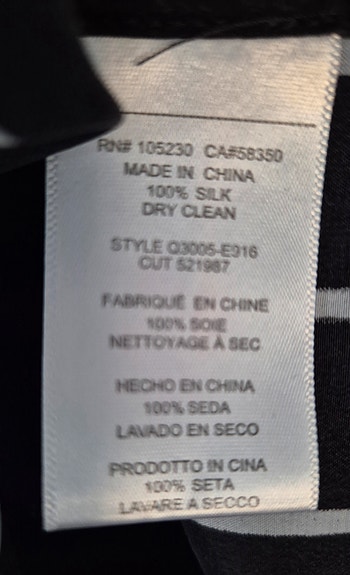 RN# 105230 CA#58350
MADE IN CHINA
100% SILK
DRY CLEAN
STYLE Q3005-E916
CUT 521987
FABRIQUÉ EN CHINE
100% SOIE
NETTOYAGE À SEC
HECHO EN CHINA
100% SEDA
LAVADO EN SECO
PRODOTTO IN CINA
100% SETA
LAVARE A SECCO